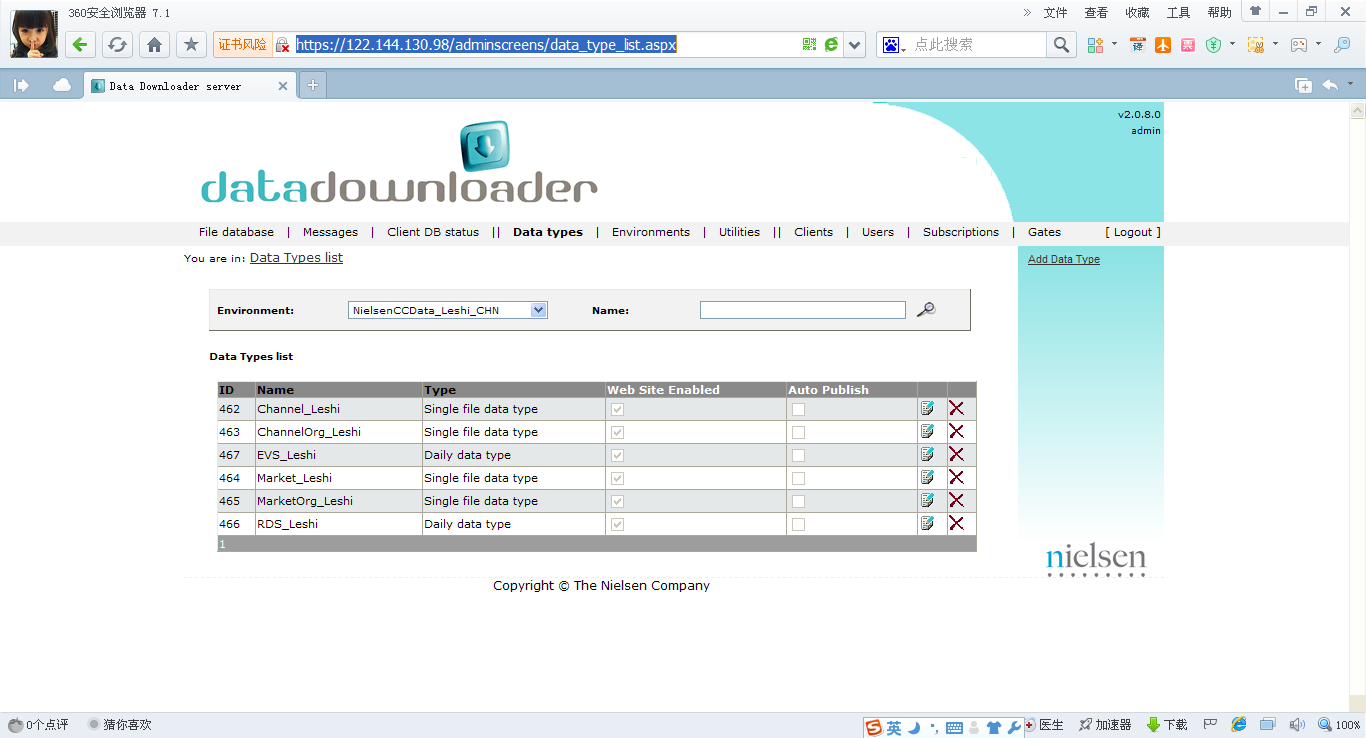 360安全浏览器 7.1
» 文件 查看 收藏 工具 帮助
证书风险 https://122.144.130.98/adminscreens/data_type_list.aspx
点此搜索
译
票
Data Downloader server
v2.0.8.0
admin
datadownloader
File database | Messages | Client DB status || Data types | Environments | Utilities || Clients | Users | Subscriptions | Gates [ Logout ]
You are in: Data Types list
Add Data Type
Environment: NielsenCCData_Leshi_CHN Name:
Data Types list
ID Name Type Web Site Enabled Auto Publish
462 Channel_Leshi Single file data type
463 ChannelOrg_Leshi Single file data type
467 EVS_Leshi Daily data type
464 Market_Leshi Single file data type
465 MarketOrg_Leshi Single file data type
466 RDS_Leshi Daily data type
1
nielsen
Copyright © The Nielsen Company
0个点评 猜你喜欢 英 医生 加速器 下载 100%